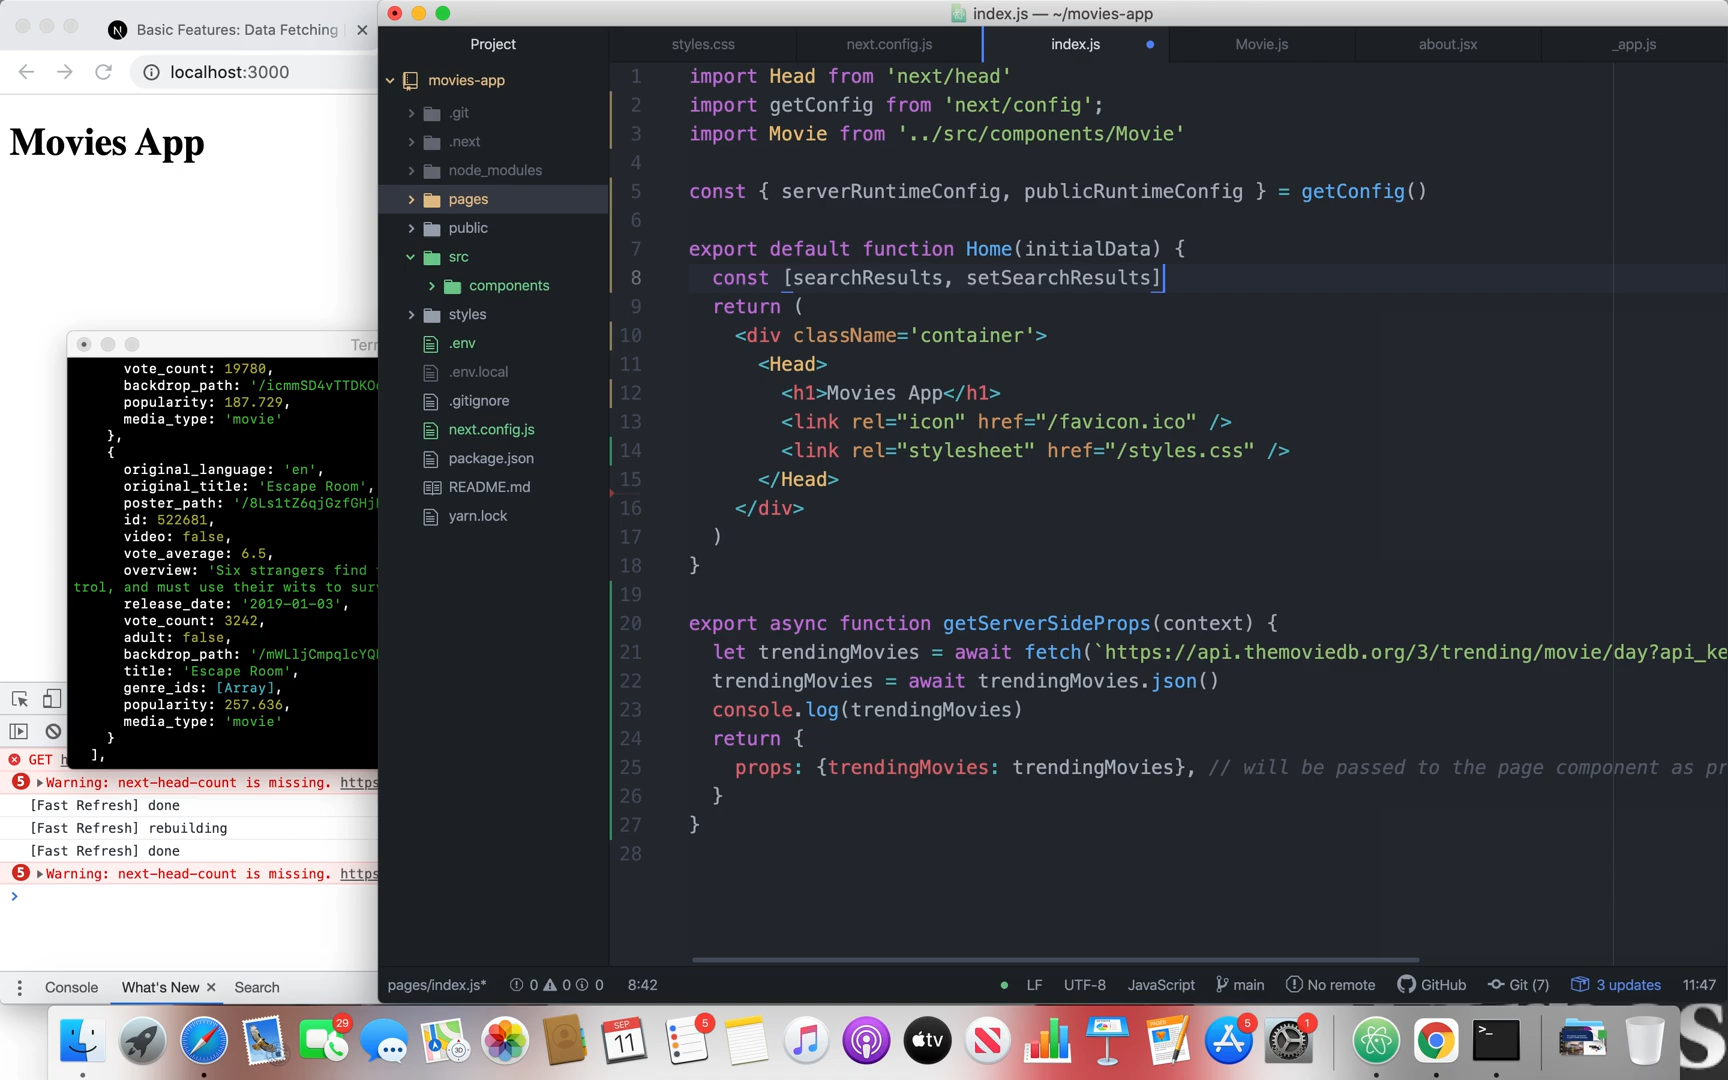 Basic Features: Data Fetching
localhost:3000
Movies App
vote_count: 19780,
backdrop_path:
popularity: 187.729,
media_type: 'movie'
},
{
original_language: 'en',
original_title: 'Escape Room',
poster_path:
id: 522681,
video: false,
vote_average: 6.5,
overview: 'Six strangers find
trol, and must use their wits to
release_date: '2019-01-03',
vote_count: 3242,
adult: false,
backdrop_path:
title: 'Escape Room',
genre_ids: [Array],
popularity: 257.636,
media_type: 'movie'
}
],
GET
5 Warning: next-head-count is missing. https
[Fast Refresh] done
[Fast Refresh] rebuilding
[Fast Refresh] done
5 Warning: next-head-count is missing. https
>
Console What's New × Search
index.js — ~/movies-app
Project
movies-app
.git
.next
node_modules
pages
public
src
components
styles
.env
.env.local
.gitignore
next.config.js
package.json
README.md
yarn.lock
styles.css next.config.js index.js Movie.js about.jsx _app.js
1 import Head from 'next/head'
2 import getConfig from 'next/config';
3 import Movie from '../src/components/Movie'
4
5 const { serverRuntimeConfig, publicRuntimeConfig } = getConfig()
6
7 export default function Home(initialData) {
8 const [searchResults, setSearchResults]
9 return (
10 <div className='container'>
11 <Head>
12 <h1>Movies App</h1>
13 <link rel="icon" href="/favicon.ico" />
14 <link rel="stylesheet" href="/styles.css" />
15 </Head>
16 </div>
17 )
18 }
19
20 export async function getServerSideProps(context) {
21 let trendingMovies = await fetch(`https://api.themoviedb.org/3/trending/movie/day?api_ke
22 trendingMovies = await trendingMovies.json()
23 console.log(trendingMovies)
24 return {
25 props: {trendingMovies: trendingMovies}, // will be passed to the page component as pr
26 }
27 }
28
pages/index.js* 0 0 0 8:42 LF UTF-8 JavaScript main No remote GitHub Git (7) 3 updates 11:47
29 SEP 11 5 tv 5 1 >_